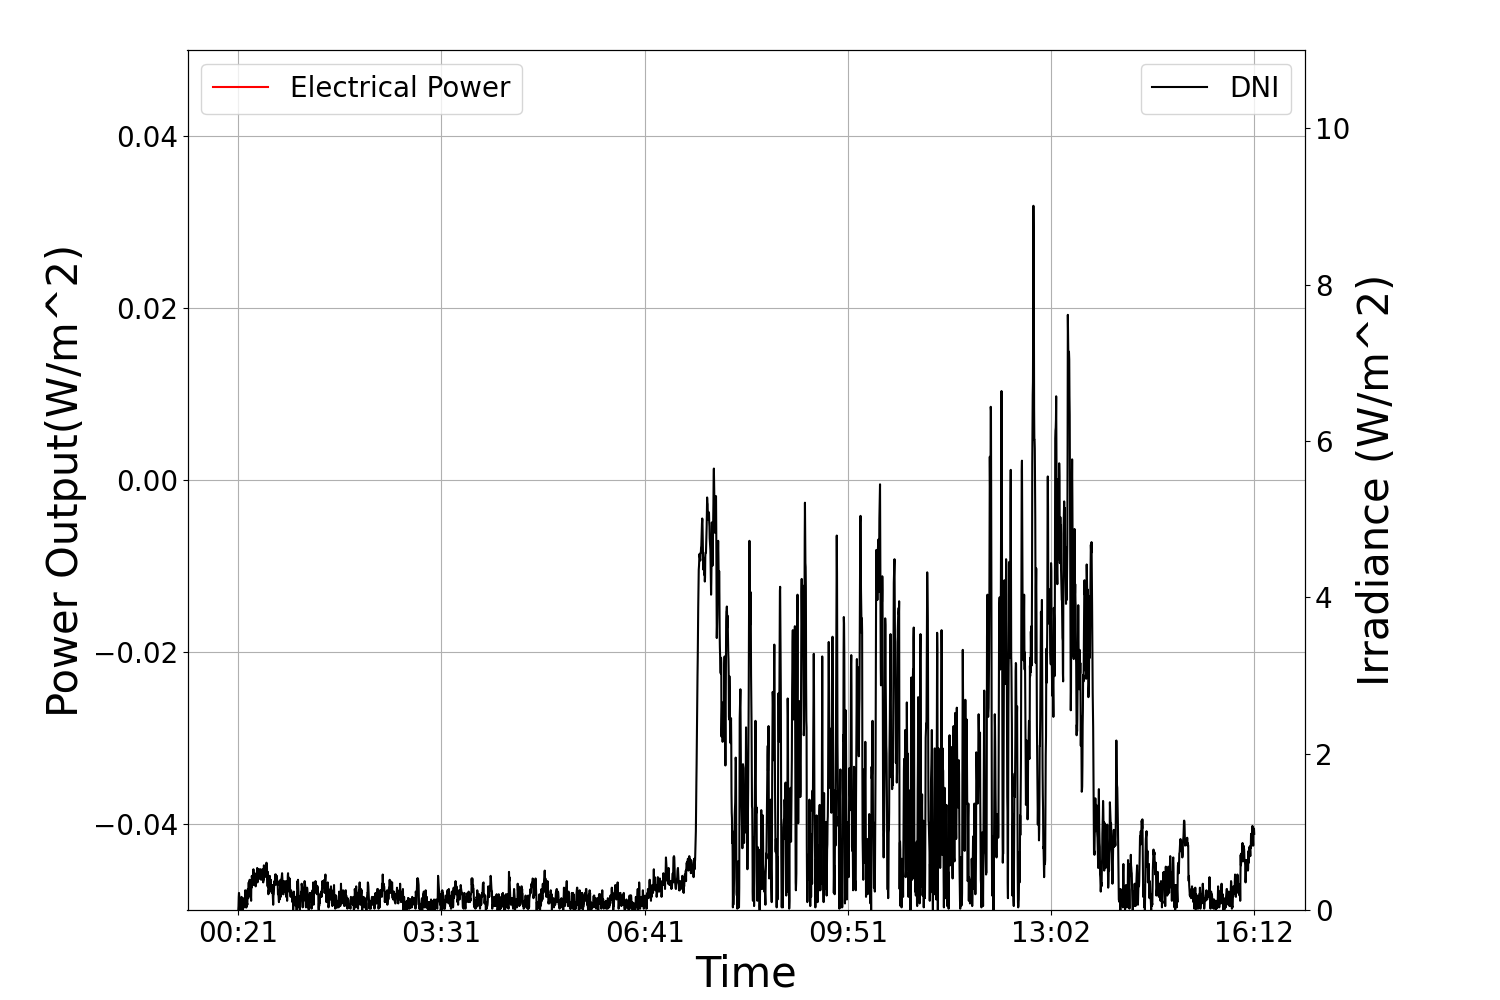 Electrical Power
DNI
0.04
0.02
0.00
−0.02
−0.04
Power Output(W/m^2)
10
8
6
4
2
0
Irradiance (W/m^2)
00:21 03:31 06:41 09:51 13:02 16:12
Time